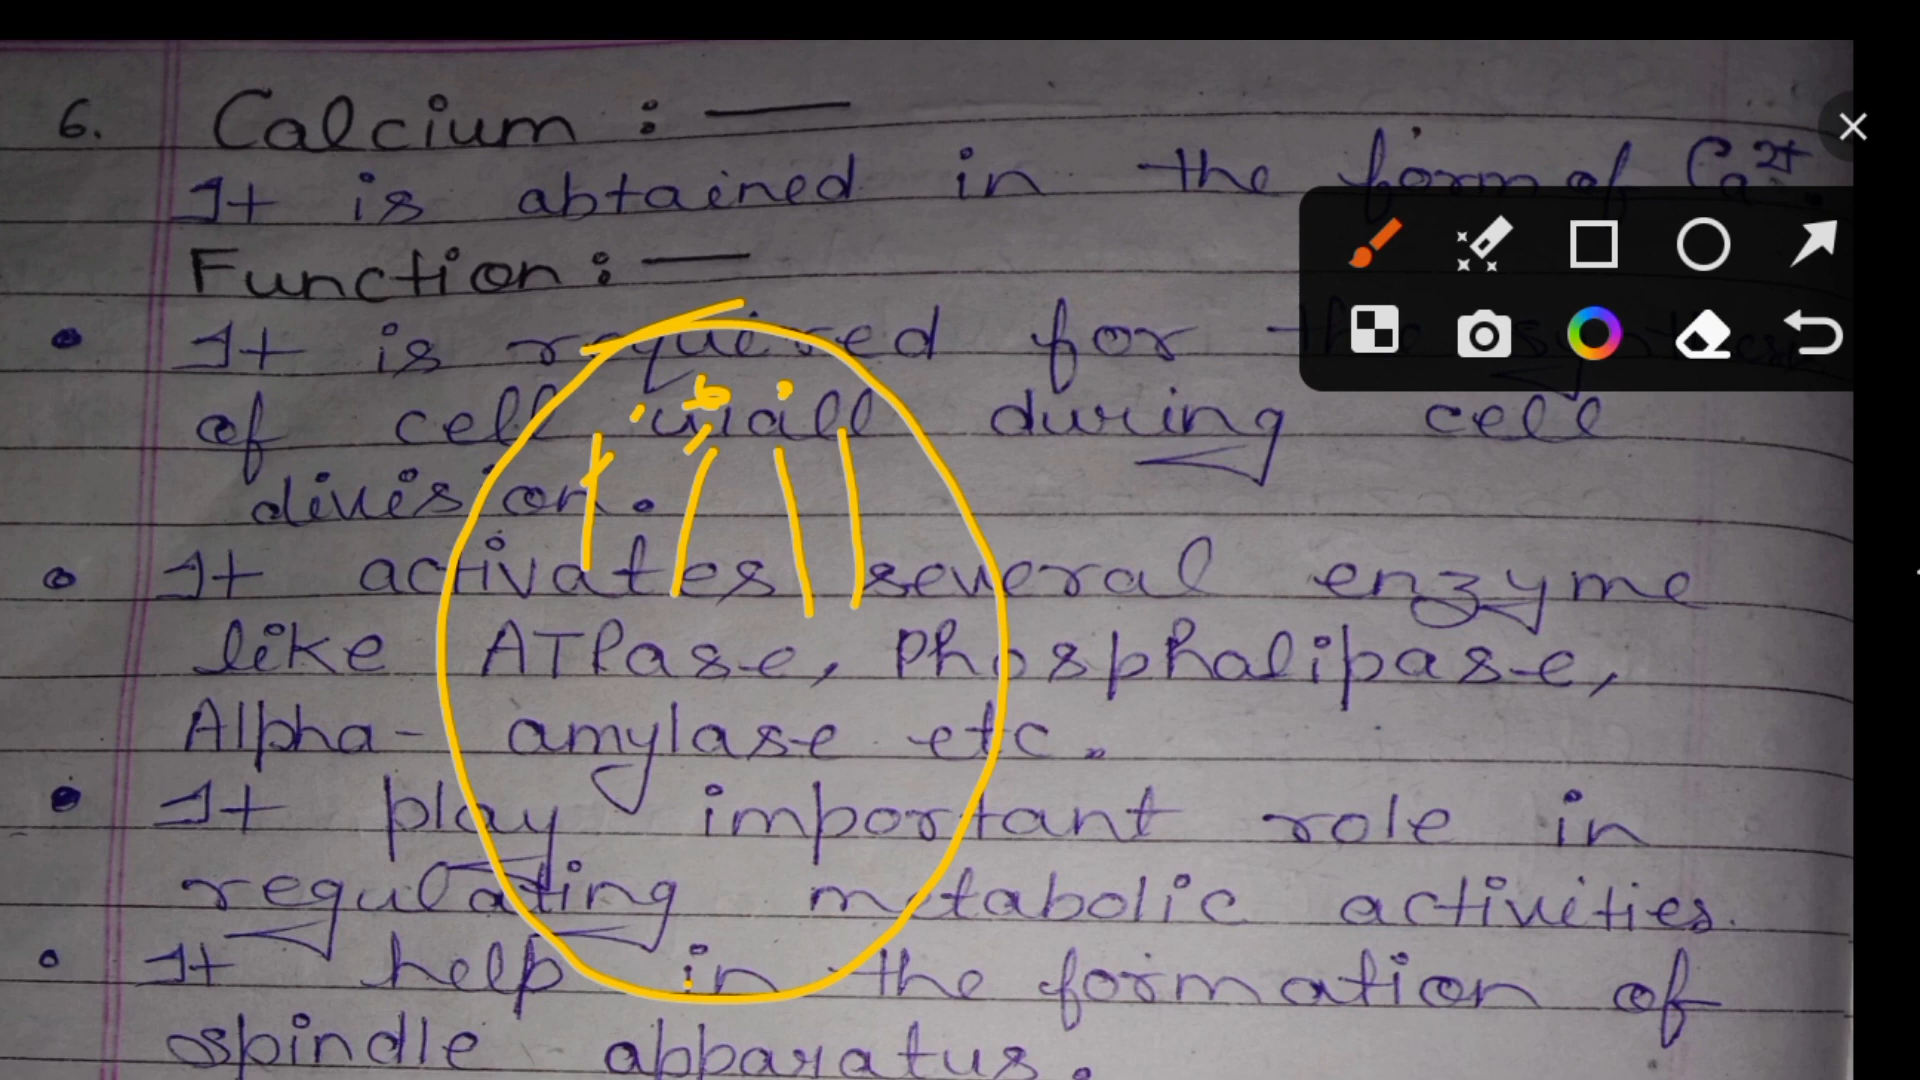 6. Calcium : —
It is obtained in the form of Ca2+.
Function : —
• It is required for
of cell wall during cell
division.
• It activates several enzyme
like ATPase, Phosphalipase,
Alpha - amylase etc.
• It play important role in
regulating metabolic activities.
• It help in the formation of
spindle apparatus.